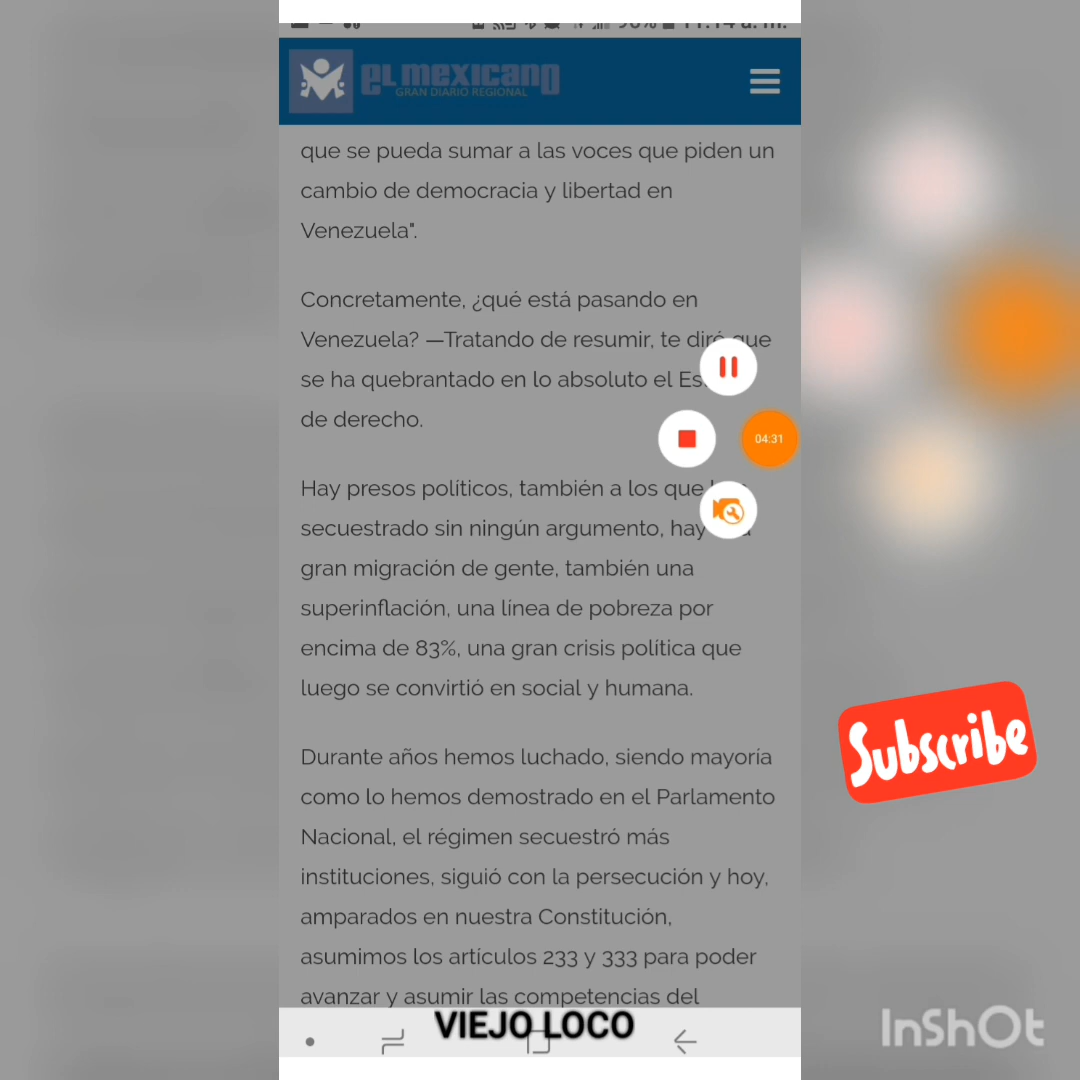 11:14 a. m.
el mexicano
GRAN DIARIO REGIONAL
que se pueda sumar a las voces que piden un
cambio de democracia y libertad en
Venezuela".
Concretamente, ¿qué está pasando en
Venezuela? —Tratando de resumir, te diré que
se ha quebrantado en lo absoluto el
de derecho.
04:31
Hay presos políticos, también a los que
secuestrado sin ningún argumento, hay
gran migración de gente, también una
superinflación, una línea de pobreza por
encima de 83%, una gran crisis política que
luego se convirtió en social y humana.
Durante años hemos luchado, siendo mayoría
como lo hemos demostrado en el Parlamento
Nacional, el régimen secuestró más
instituciones, siguió con la persecución y hoy,
amparados en nuestra Constitución,
asumimos los artículos 233 y 333 para poder
avanzar y asumir las competencias del
VIEJO LOCO
Subscribe
InShOt